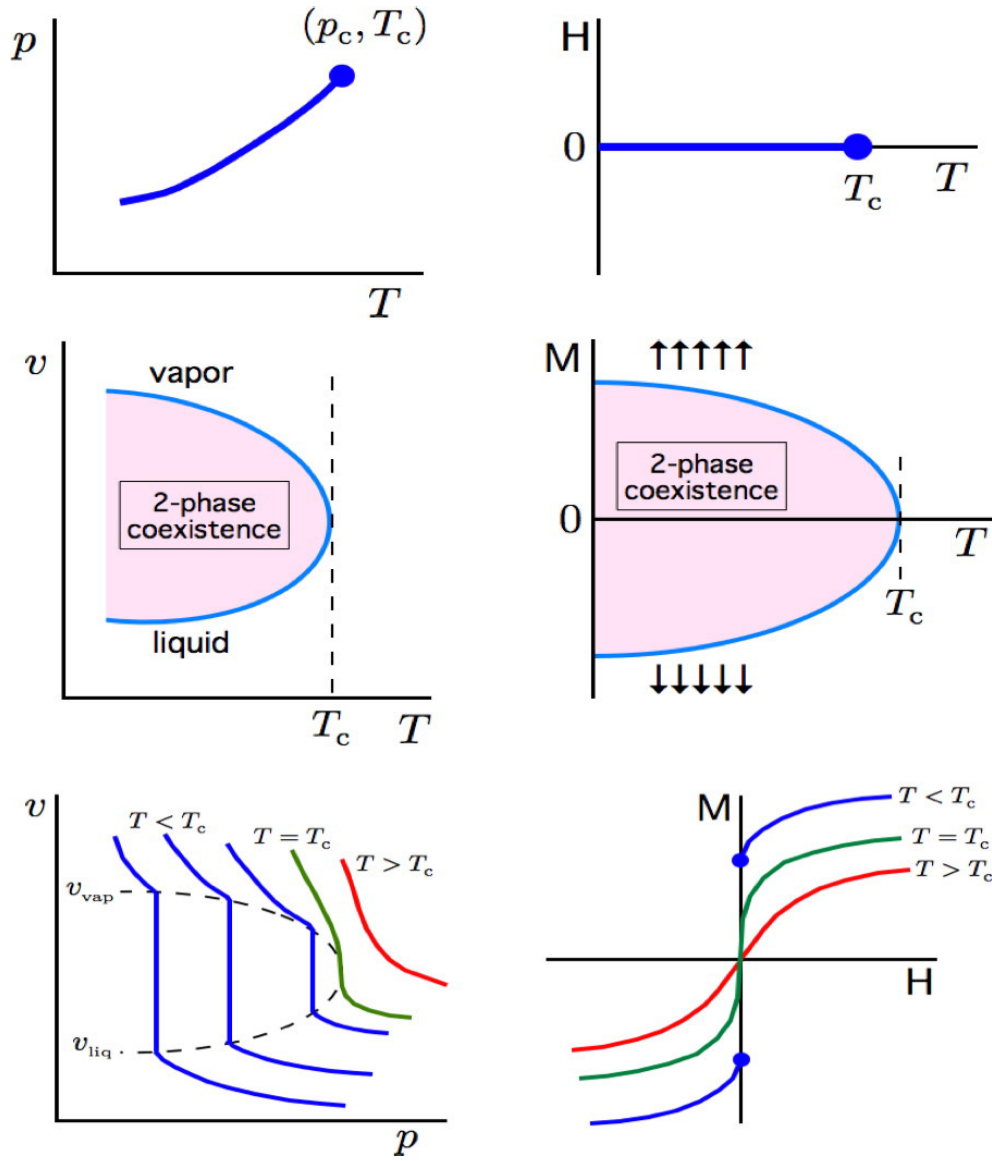 p
(p_c, T_c)
T
H
0
T_c
T
v
vapor
2-phase
coexistence
liquid
T_c
T
M
↑↑↑↑↑
2-phase
coexistence
0
T
T_c
↓↓↓↓↓
v
T < T_c
T = T_c
T > T_c
v_vap
v_liq
p
M
T < T_c
T = T_c
T > T_c
H